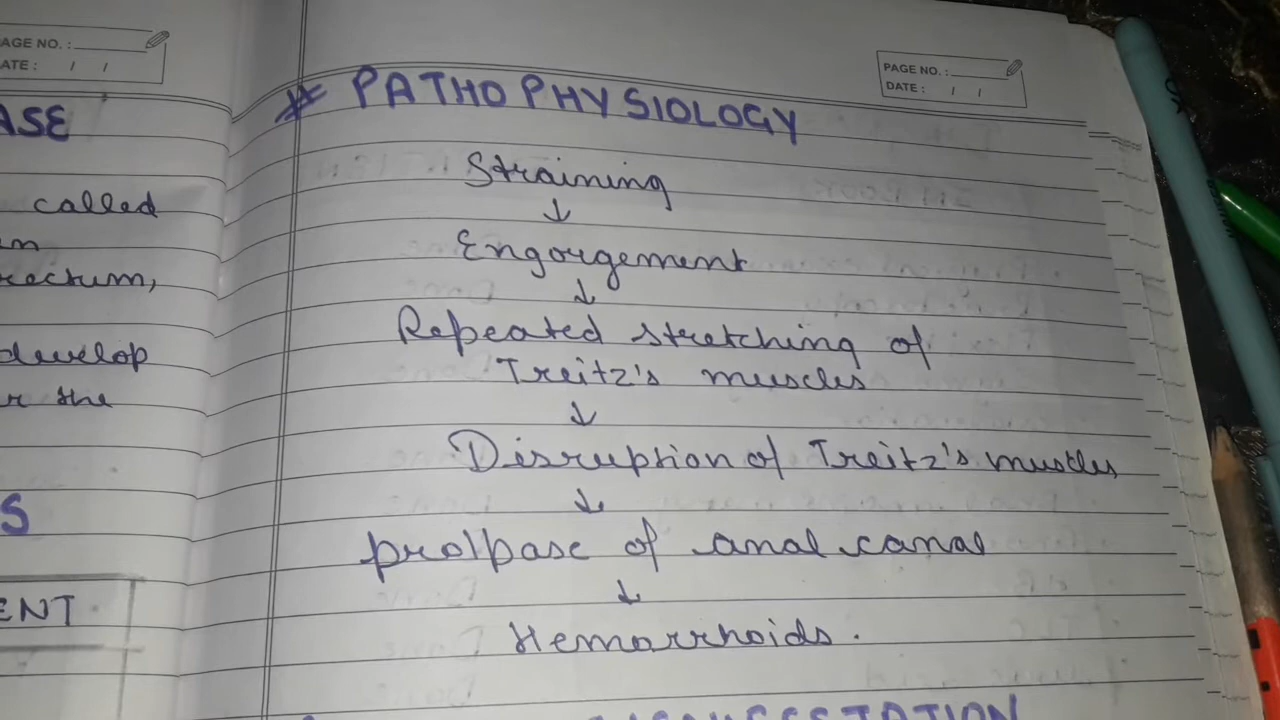 PAGE NO. :
DATE : / /
ASE
called
rectum,
develop
the
S
ENT
PAGE NO. :
DATE : / /
# PATHOPHYSIOLOGY
Straining
↓
Engorgement
↓
Repeated stretching of
Treitz's muscles
↓
Disruption of Treitz's muscles
↓
prolpase of anal canal
↓
Hemorrhoids.